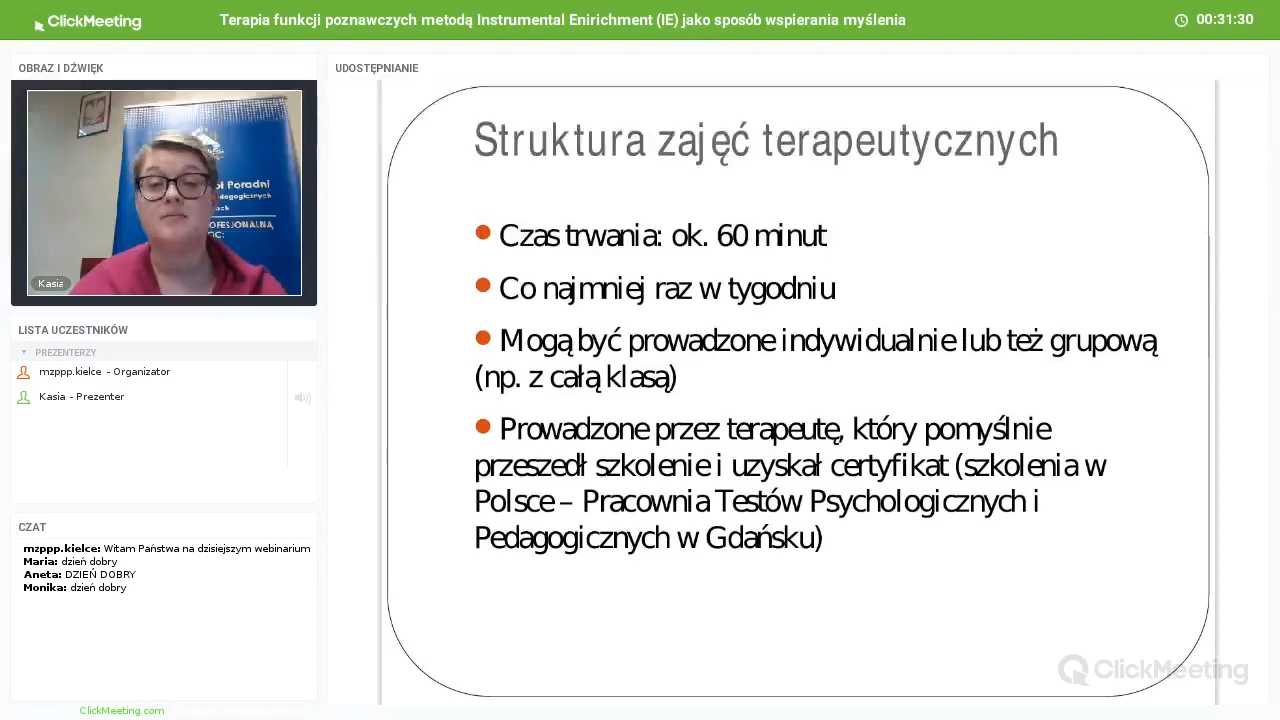 ClickMeeting
Terapia funkcji poznawczych metodą Instrumental Enirichment (IE) jako sposób wspierania myślenia
00:31:30
OBRAZ I DŹWIĘK
Poradni
PROFESJONALNĄ
Kasia
LISTA UCZESTNIKÓW
PREZENTERZY
mzppp.kielce - Organizator
Kasia - Prezenter
CZAT
mzppp.kielce: Witam Państwa na dzisiejszym webinarium
Maria: dzień dobry
Aneta: DZIEŃ DOBRY
Monika: dzień dobry
ClickMeeting.com
UDOSTĘPNIANIE
Struktura zajęć terapeutycznych
Czas trwania: ok. 60 minut
Co najmniej raz w tygodniu
Mogą być prowadzone indywidualnie lub też grupową
(np. z całą klasą)
Prowadzone przez terapeutę, który pomyślnie
przeszedł szkolenie i uzyskał certyfikat (szkolenia w
Polsce – Pracownia Testów Psychologicznych i
Pedagogicznych w Gdańsku)
ClickMeeting